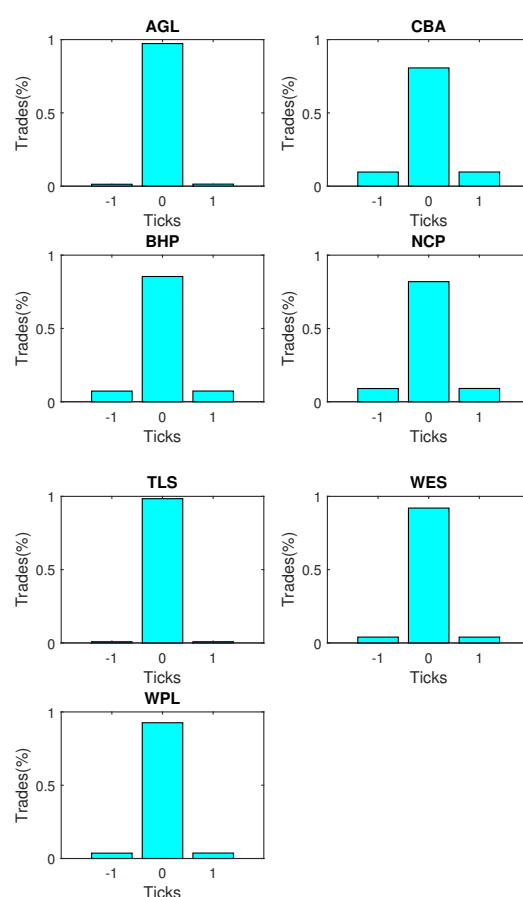 AGL
Trades(%)
1
0.5
0
-1 0 1
Ticks
CBA
Trades(%)
1
0.5
0
-1 0 1
Ticks
BHP
Trades(%)
1
0.5
0
-1 0 1
Ticks
NCP
Trades(%)
1
0.5
0
-1 0 1
Ticks
TLS
Trades(%)
1
0.5
0
-1 0 1
Ticks
WES
Trades(%)
1
0.5
0
-1 0 1
Ticks
WPL
Trades(%)
1
0.5
0
-1 0 1
Ticks